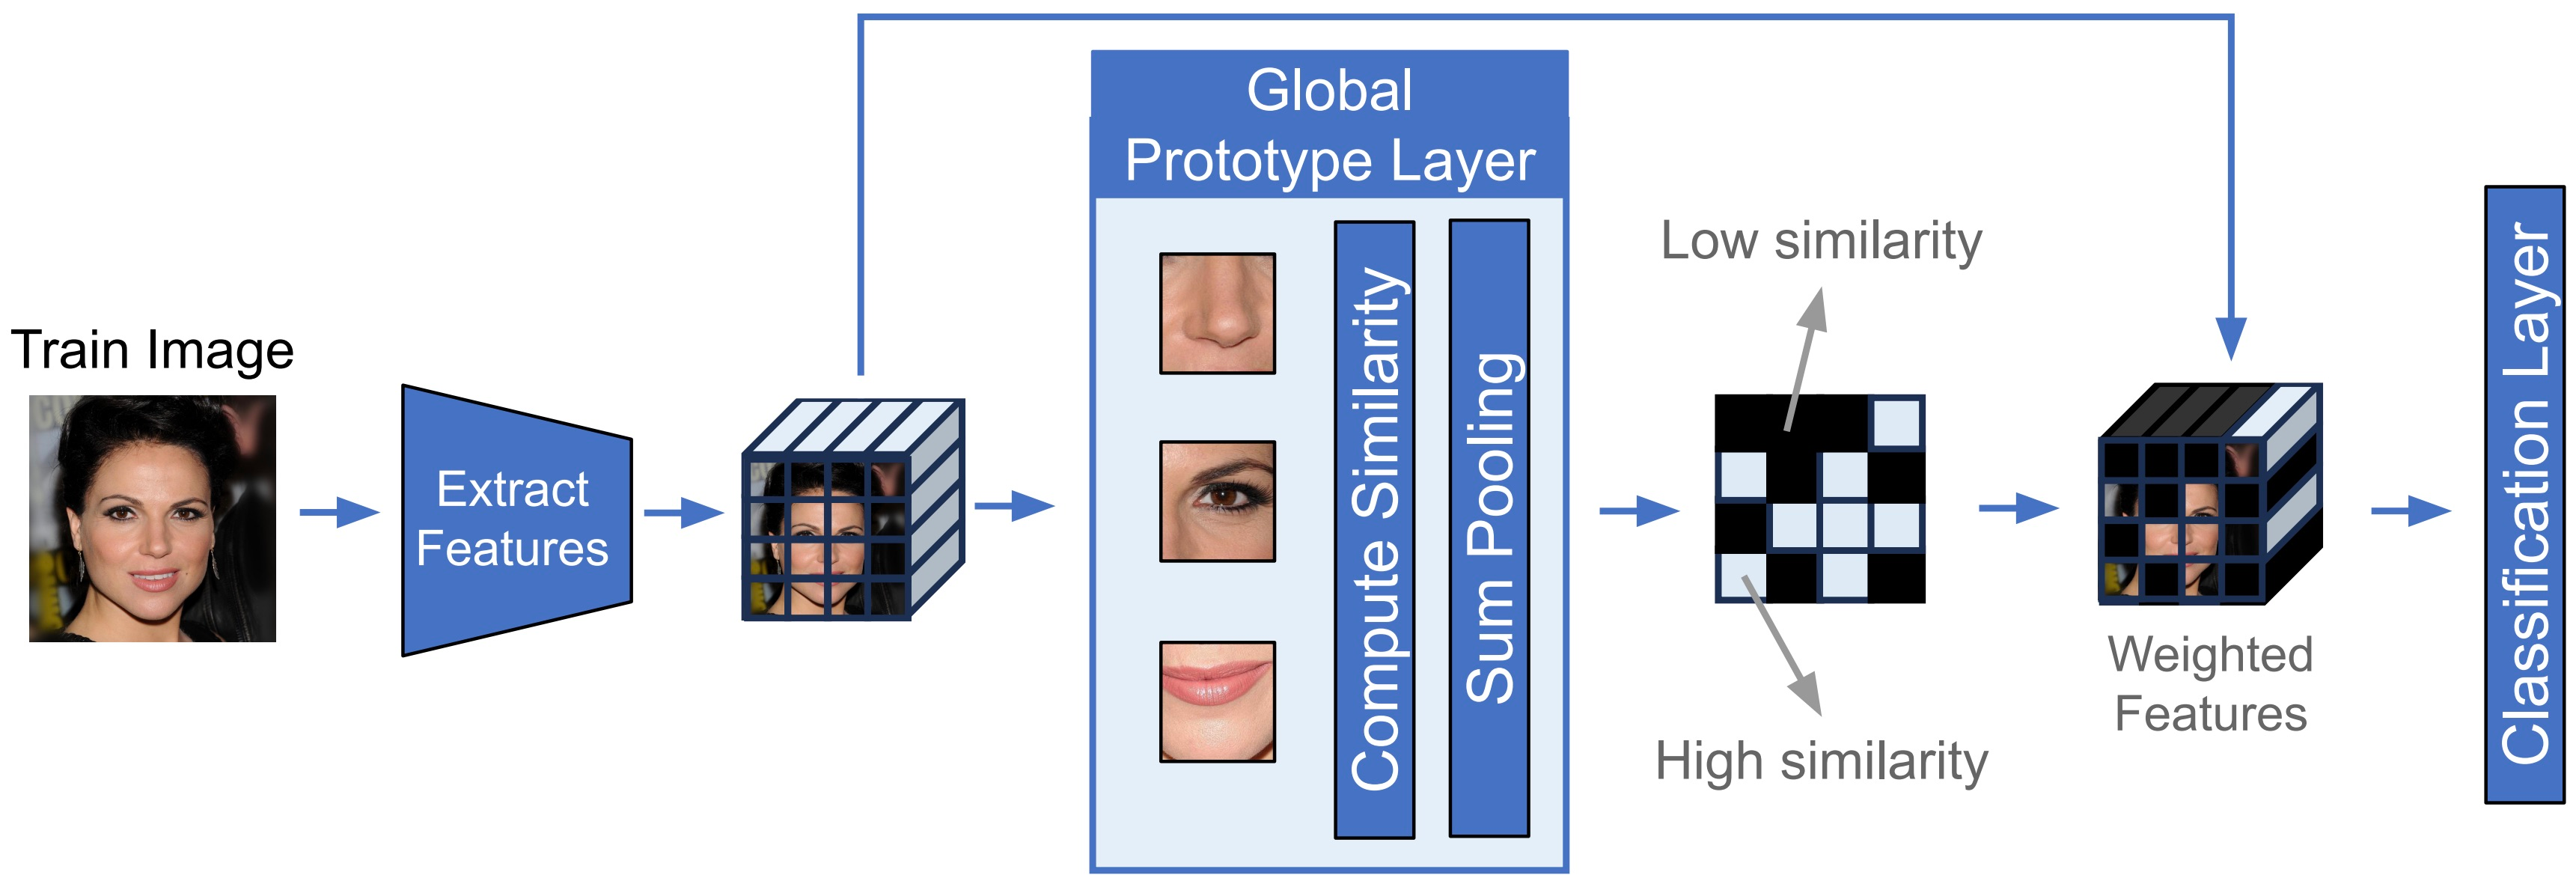 Train Image
Extract
Features
Global
Prototype Layer
Compute Similarity
Sum Pooling
Low similarity
High similarity
Weighted
Features
Classification Layer